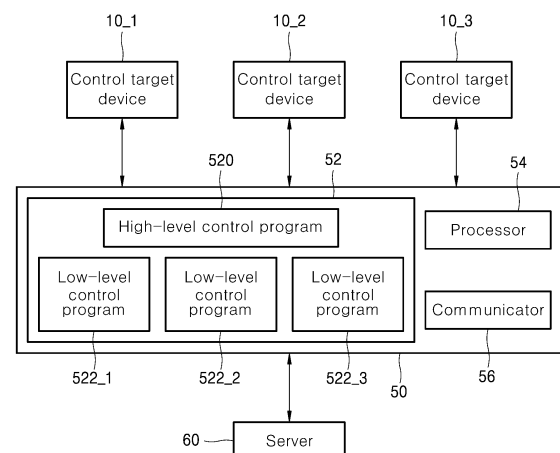 10_1
10_2
10_3
Control target
device
Control target
device
Control target
device
520
52
54
High-level control program
Processor
Low-level
control
program
Low-level
control
program
Low-level
control
program
Communicator
522_1
522_2
522_3
50
56
60
Server